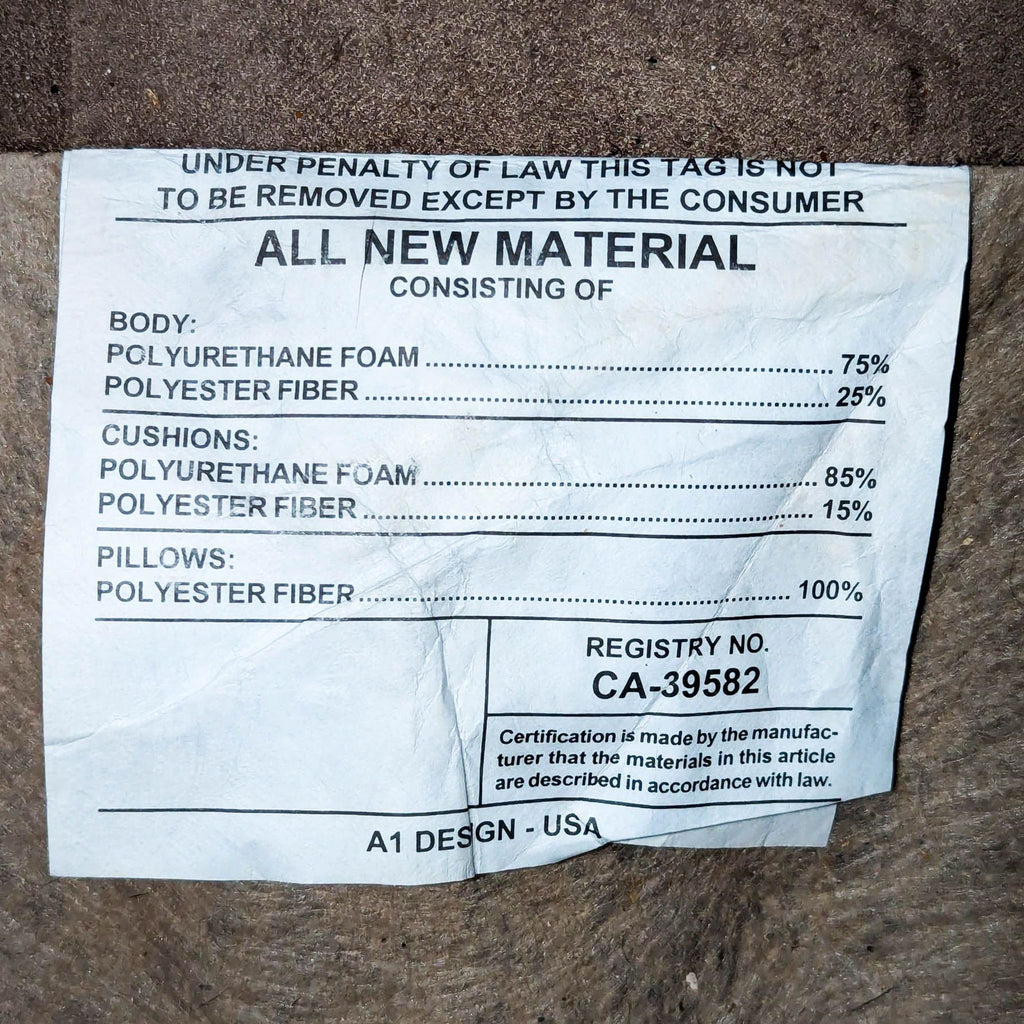 UNDER PENALTY OF LAW THIS TAG IS NOT
TO BE REMOVED EXCEPT BY THE CONSUMER
ALL NEW MATERIAL
CONSISTING OF
BODY:
POLYURETHANE FOAM ........................................................ 75%
POLYESTER FIBER ................................................................ 25%
CUSHIONS:
POLYURETHANE FOAM ...................................................... 85%
POLYESTER FIBER .............................................................. 15%
PILLOWS:
POLYESTER FIBER ............................................................ 100%
REGISTRY NO.
CA-39582
Certification is made by the manufac-
turer that the materials in this article
are described in accordance with law.
A1 DESIGN - USA